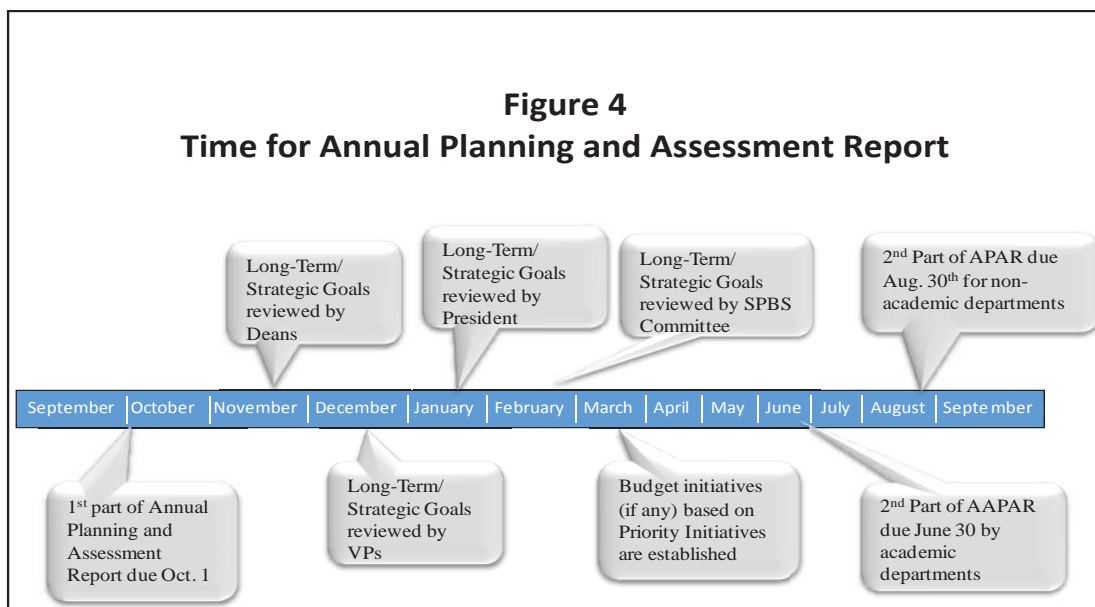 Figure 4
Time for Annual Planning and Assessment Report
Long-Term/
Strategic Goals
reviewed by
Deans
Long-Term/
Strategic Goals
reviewed by
President
Long-Term/
Strategic Goals
reviewed by SPBS
Committee
2nd Part of APAR due
Aug. 30th for non-
academic departments
September October November December January February March April May June July August September
1st part of Annual
Planning and
Assessment
Report due Oct. 1
Long-Term/
Strategic Goals
reviewed by
VPs
Budget initiatives
(if any) based on
Priority Initiatives
are established
2nd Part of AAPAR
due June 30 by
academic
departments